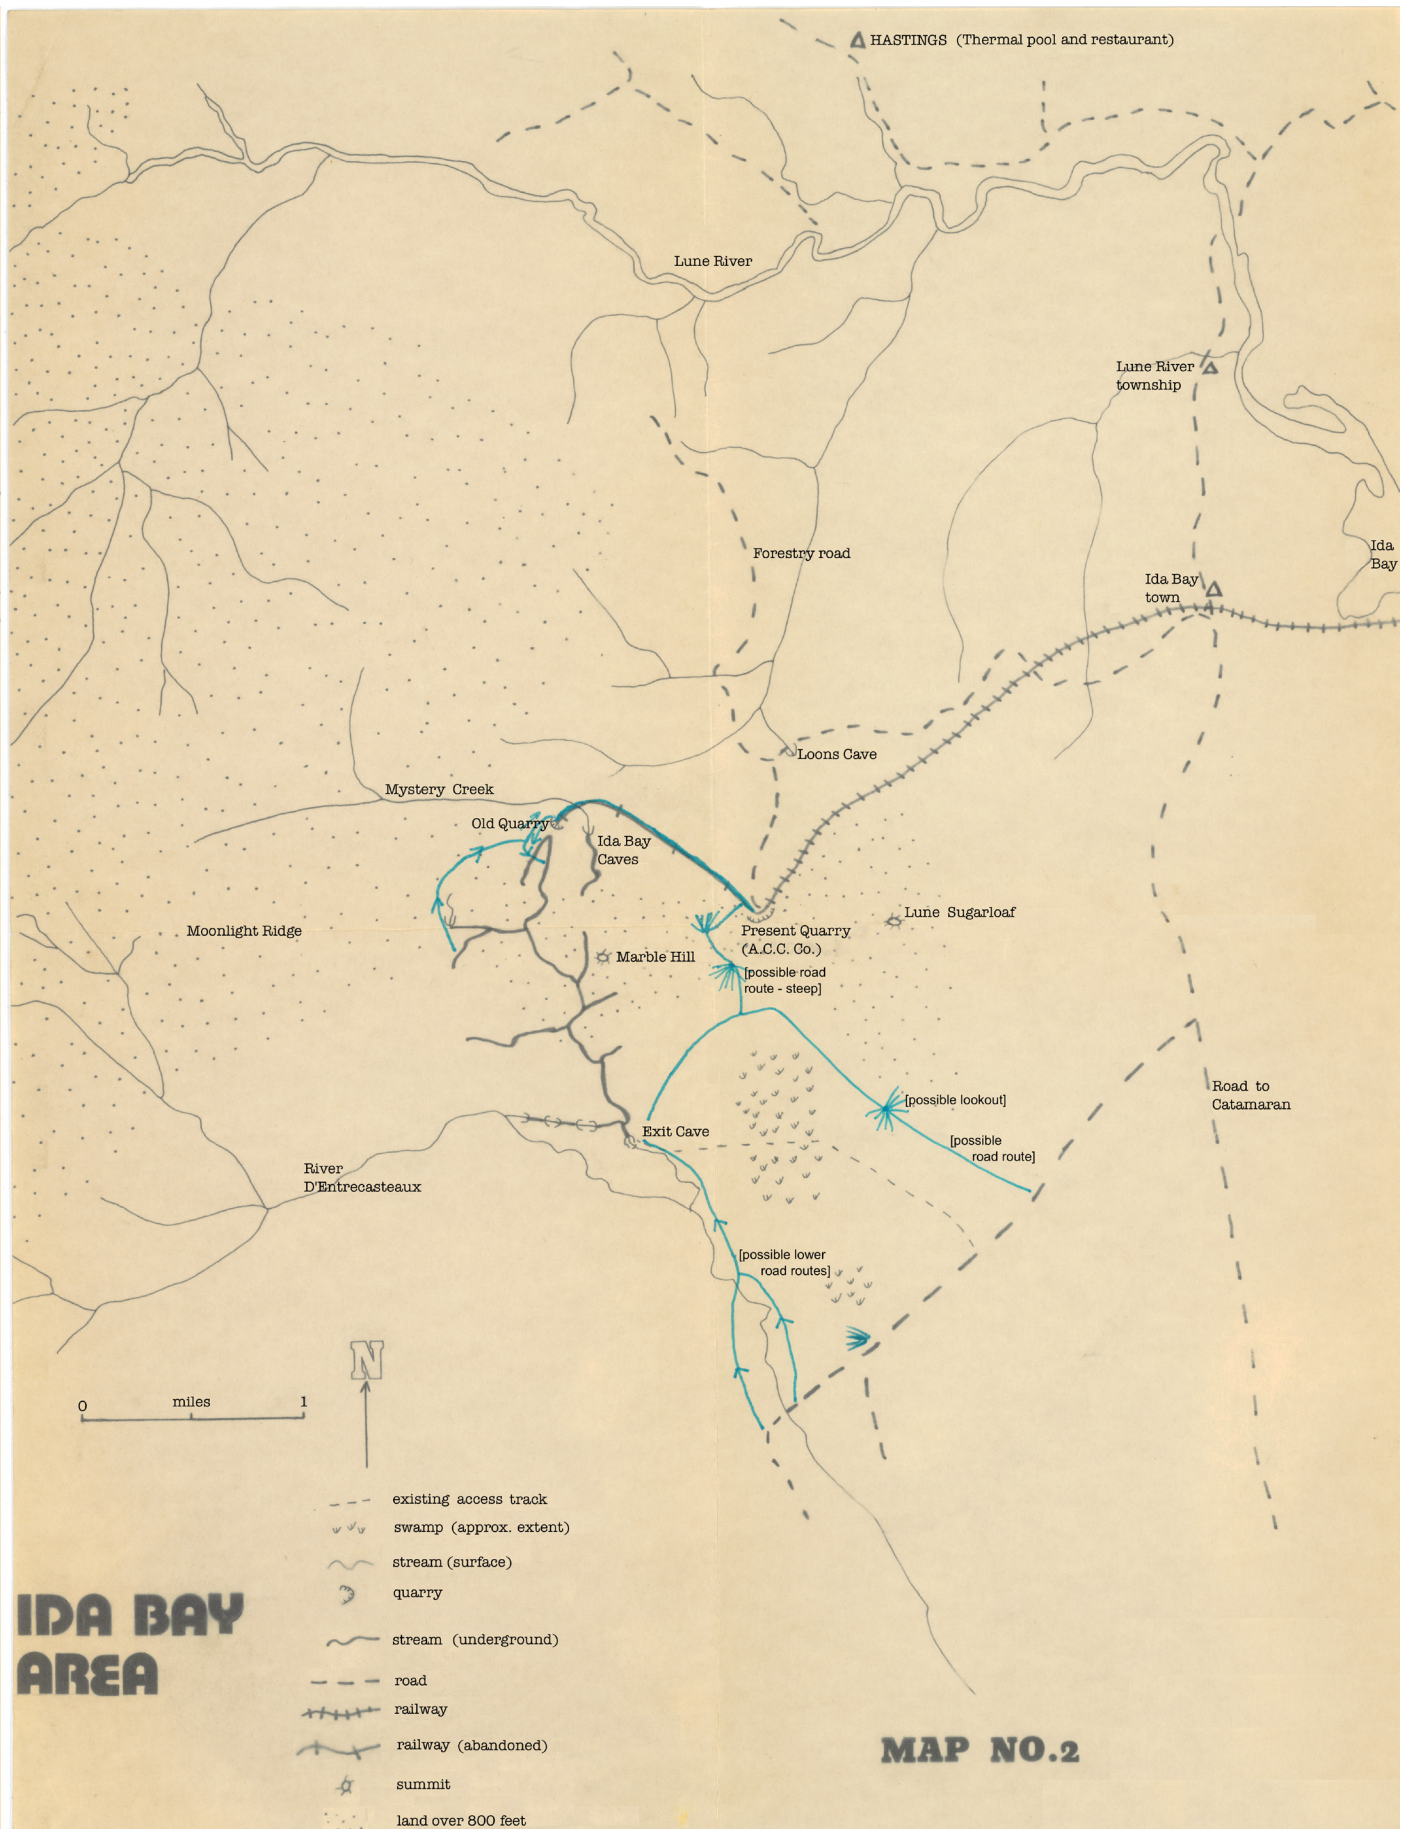 HASTINGS (Thermal pool and restaurant)
Lune River
Lune River
township
Forestry road
Ida
Bay
Ida Bay
town
Loons Cave
Mystery Creek
Old Quarry
Ida Bay
Caves
Lune Sugarloaf
Moonlight Ridge
Present Quarry
(A.C.C. Co.)
Marble Hill
[possible road
route - steep]
[possible lookout]
Road to
Catamaran
Exit Cave
[possible
road route]
River
D'Entrecasteaux
[possible lower
road routes]
N
0 miles 1
existing access track
swamp (approx. extent)
stream (surface)
quarry
stream (underground)
road
railway
railway (abandoned)
summit
land over 800 feet
IDA BAY
AREA
MAP NO.2